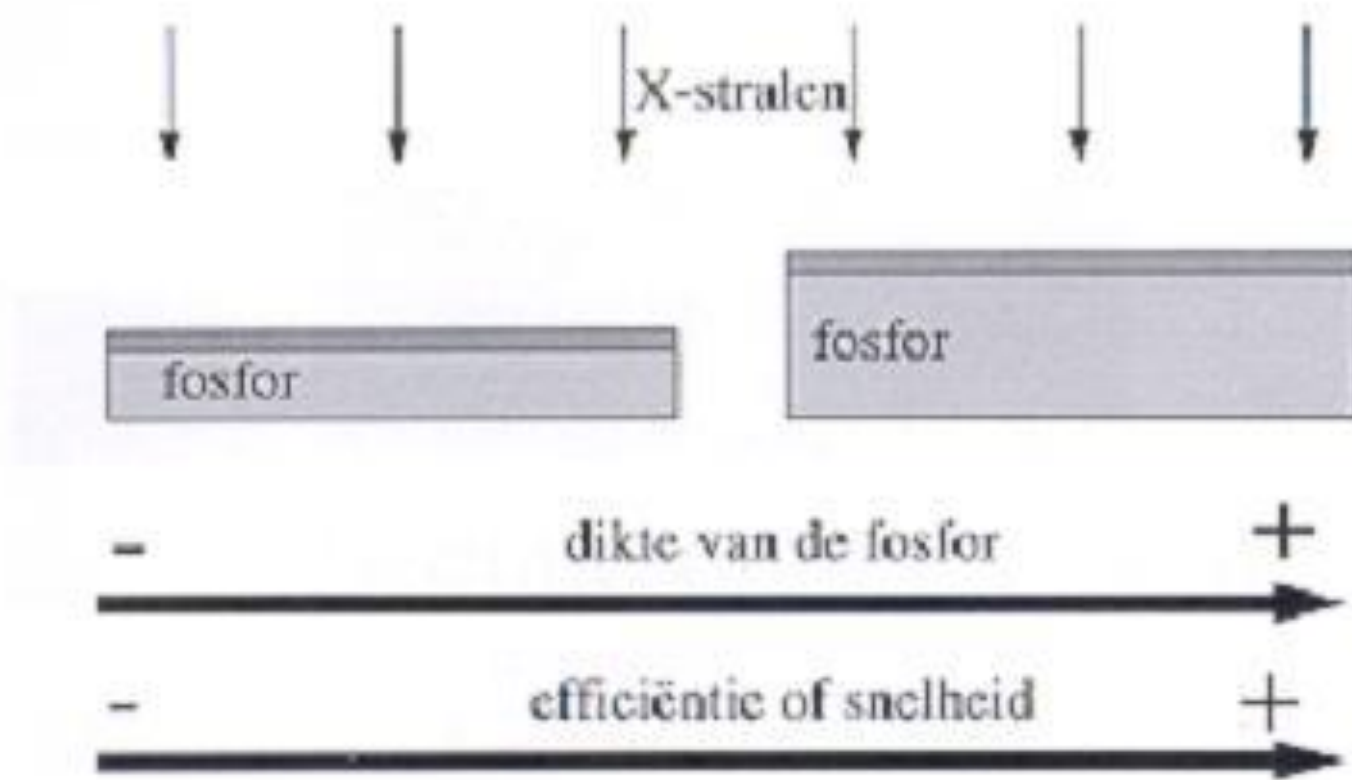 X-stralen
fosfor
fosfor
- dikte van de fosfor +
- efficiëntie of snelheid +